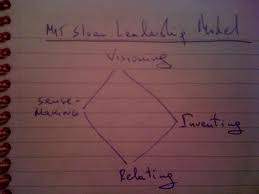 MIT Sloan Leadership Model
Visioning
Sense-
Making
Inventing
Relating